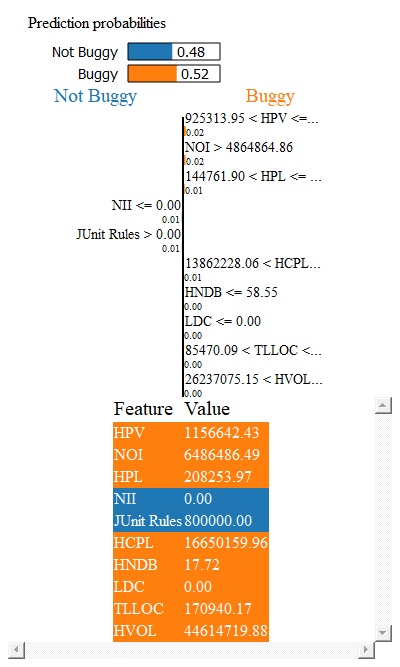 Prediction probabilities
Not Buggy 0.48
Buggy 0.52
Not Buggy Buggy
925313.95 < HPV <=...
0.02
NOI > 4864864.86
0.02
144761.90 < HPL <= ...
0.01
NII <= 0.00
0.01
JUnit Rules > 0.00
0.01
13862228.06 < HCPL...
0.01
HNDB <= 58.55
0.00
LDC <= 0.00
0.00
85470.09 < TLLOC <...
0.00
26237075.15 < HVOL...
0.00
Feature Value
HPV 1156642.43
NOI 6486486.49
HPL 208253.97
NII 0.00
JUnit Rules 800000.00
HCPL 16650159.96
HNDB 17.72
LDC 0.00
TLLOC 170940.17
HVOL 44614719.88